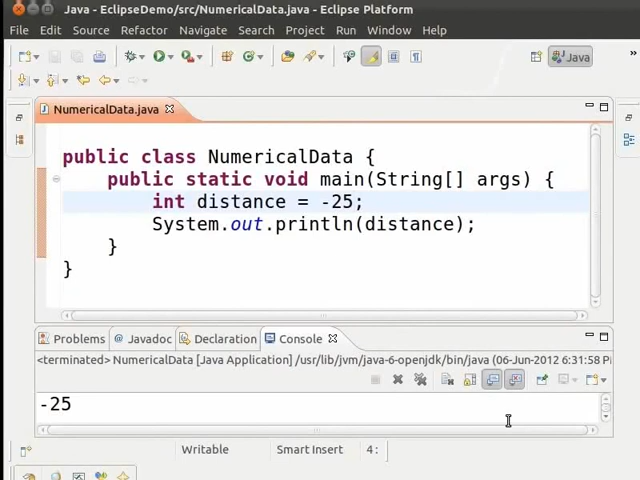 Java - EclipseDemo/src/NumericalData.java - Eclipse Platform
File Edit Source Refactor Navigate Search Project Run Window Help
Java
NumericalData.java
public class NumericalData {
public static void main(String[] args) {
int distance = -25;
System.out.println(distance);
}
}
Problems Javadoc Declaration Console
<terminated> NumericalData [Java Application] /usr/lib/jvm/java-6-openjdk/bin/java (06-Jun-2012 6:31:58 P
-25
Writable Smart Insert 4 :